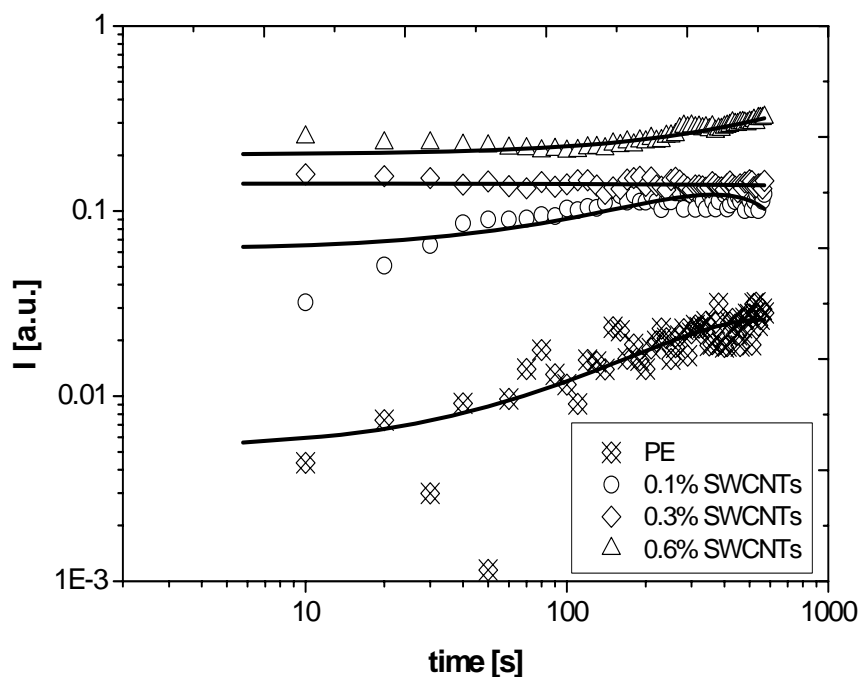 1
0.1
0.01
1E-3
I [a.u.]
10
100
1000
time [s]
PE
0.1% SWCNTs
0.3% SWCNTs
0.6% SWCNTs